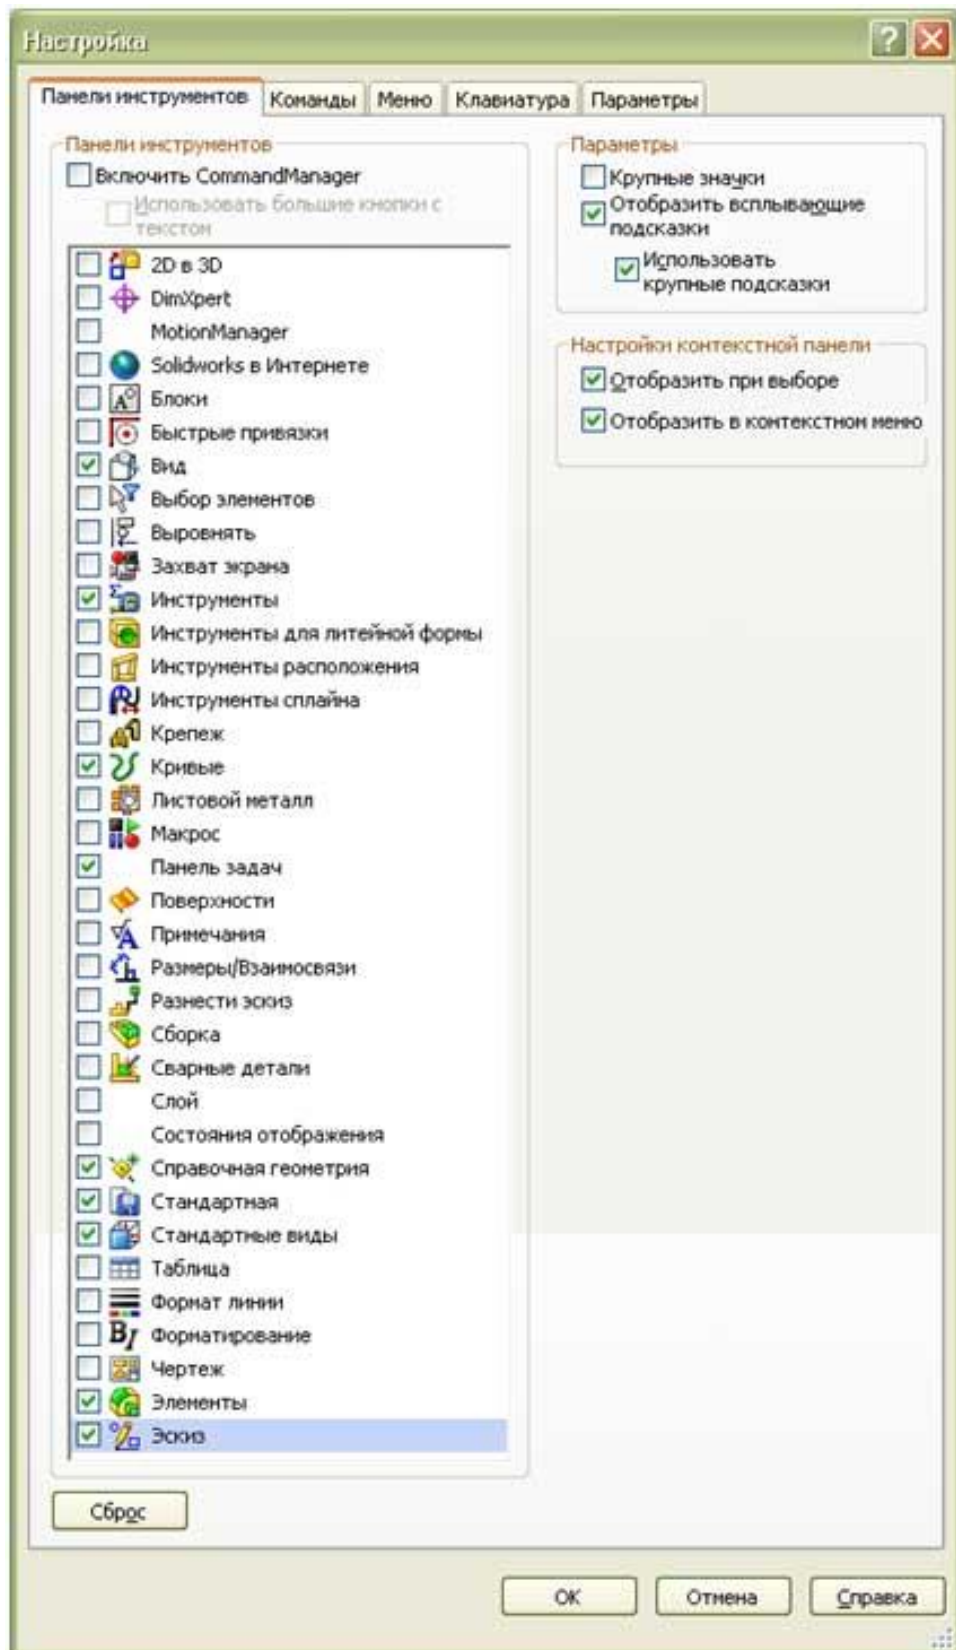 Настройка
Панели инструментов
Команды
Меню
Клавиатура
Параметры
Панели инструментов
Включить CommandManager
Использовать большие кнопки с
текстом
2D в 3D
DimXpert
MotionManager
Solidworks в Интернете
Блоки
Быстрые привязки
Вид
Выбор элементов
Выровнять
Захват экрана
Инструменты
Инструменты для литейной формы
Инструменты расположения
Инструменты сплайна
Крепеж
Кривые
Листовой металл
Макрос
Панель задач
Поверхности
Примечания
Размеры/Взаимосвязи
Разнести эскиз
Сборка
Сварные детали
Слой
Состояния отображения
Справочная геометрия
Стандартная
Стандартные виды
Таблица
Формат линии
Форматирование
Чертеж
Элементы
Эскиз
Параметры
Крупные значки
Отобразить всплывающие
подсказки
Использовать
крупные подсказки
Настройки контекстной панели
Отобразить при выборе
Отобразить в контекстном меню
Сброс
OK
Отмена
Справка